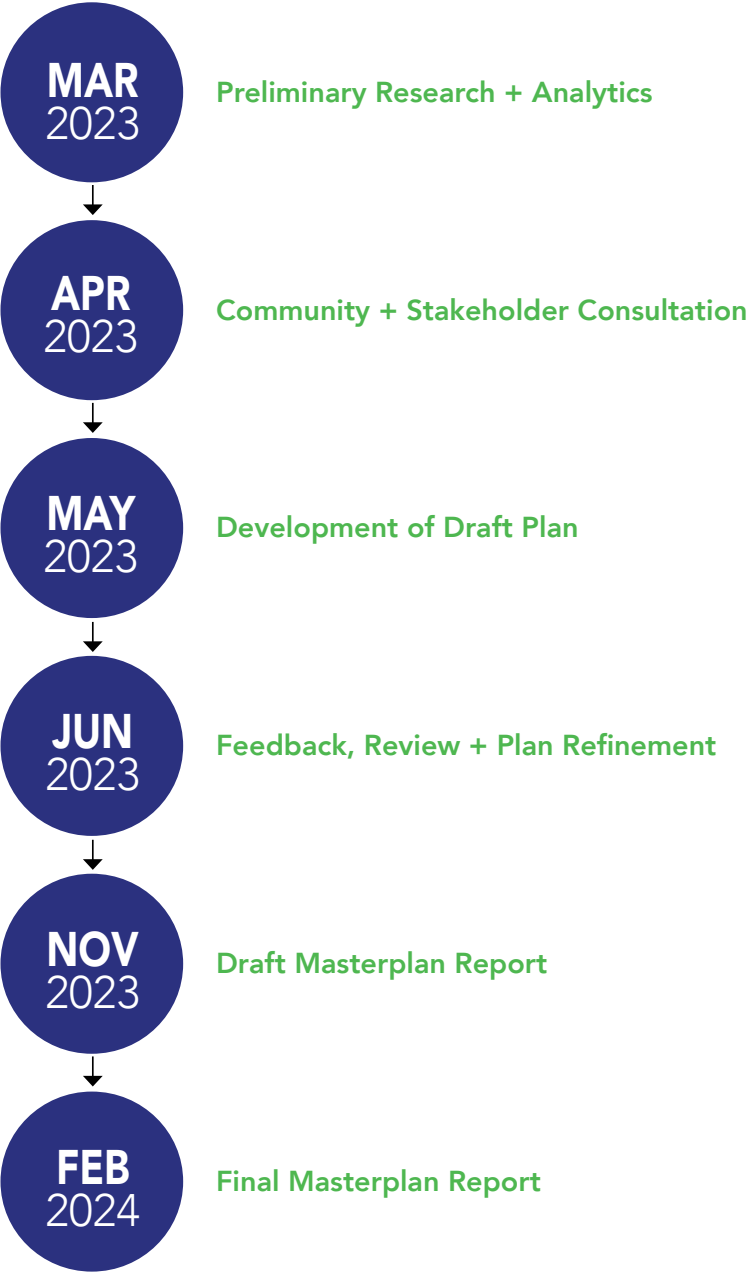 MAR
2023
Preliminary Research + Analytics
APR
2023
Community + Stakeholder Consultation
MAY
2023
Development of Draft Plan
JUN
2023
Feedback, Review + Plan Refinement
NOV
2023
Draft Masterplan Report
FEB
2024
Final Masterplan Report